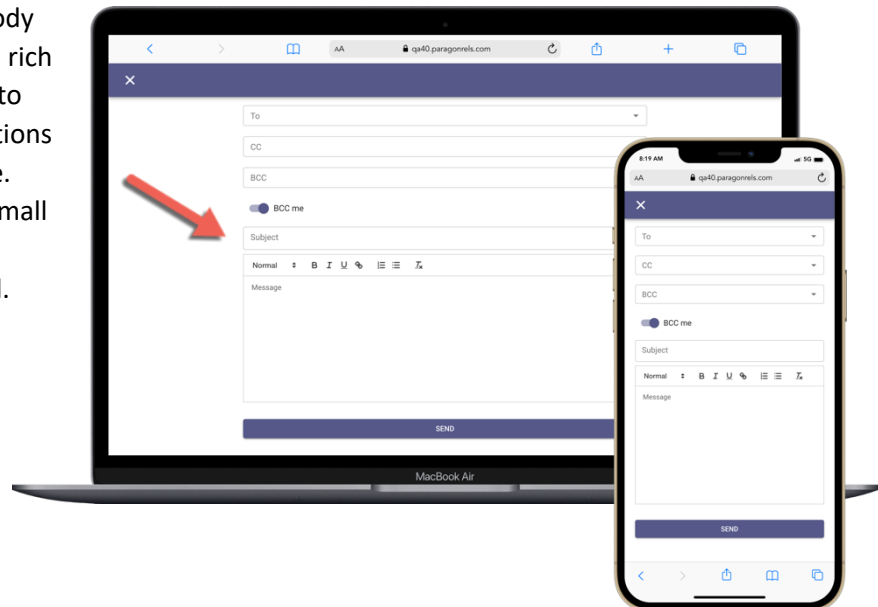 ody
rich
to
tions
e.
mall
AA
qa40.paragonrels.com
To
CC
BCC
BCC me
Subject
Normal B I U
Message
SEND
MacBook Air
8:19 AM
5G
AA
qa40.paragonrels.com
To
CC
BCC
BCC me
Subject
Normal B I U
Message
SEND